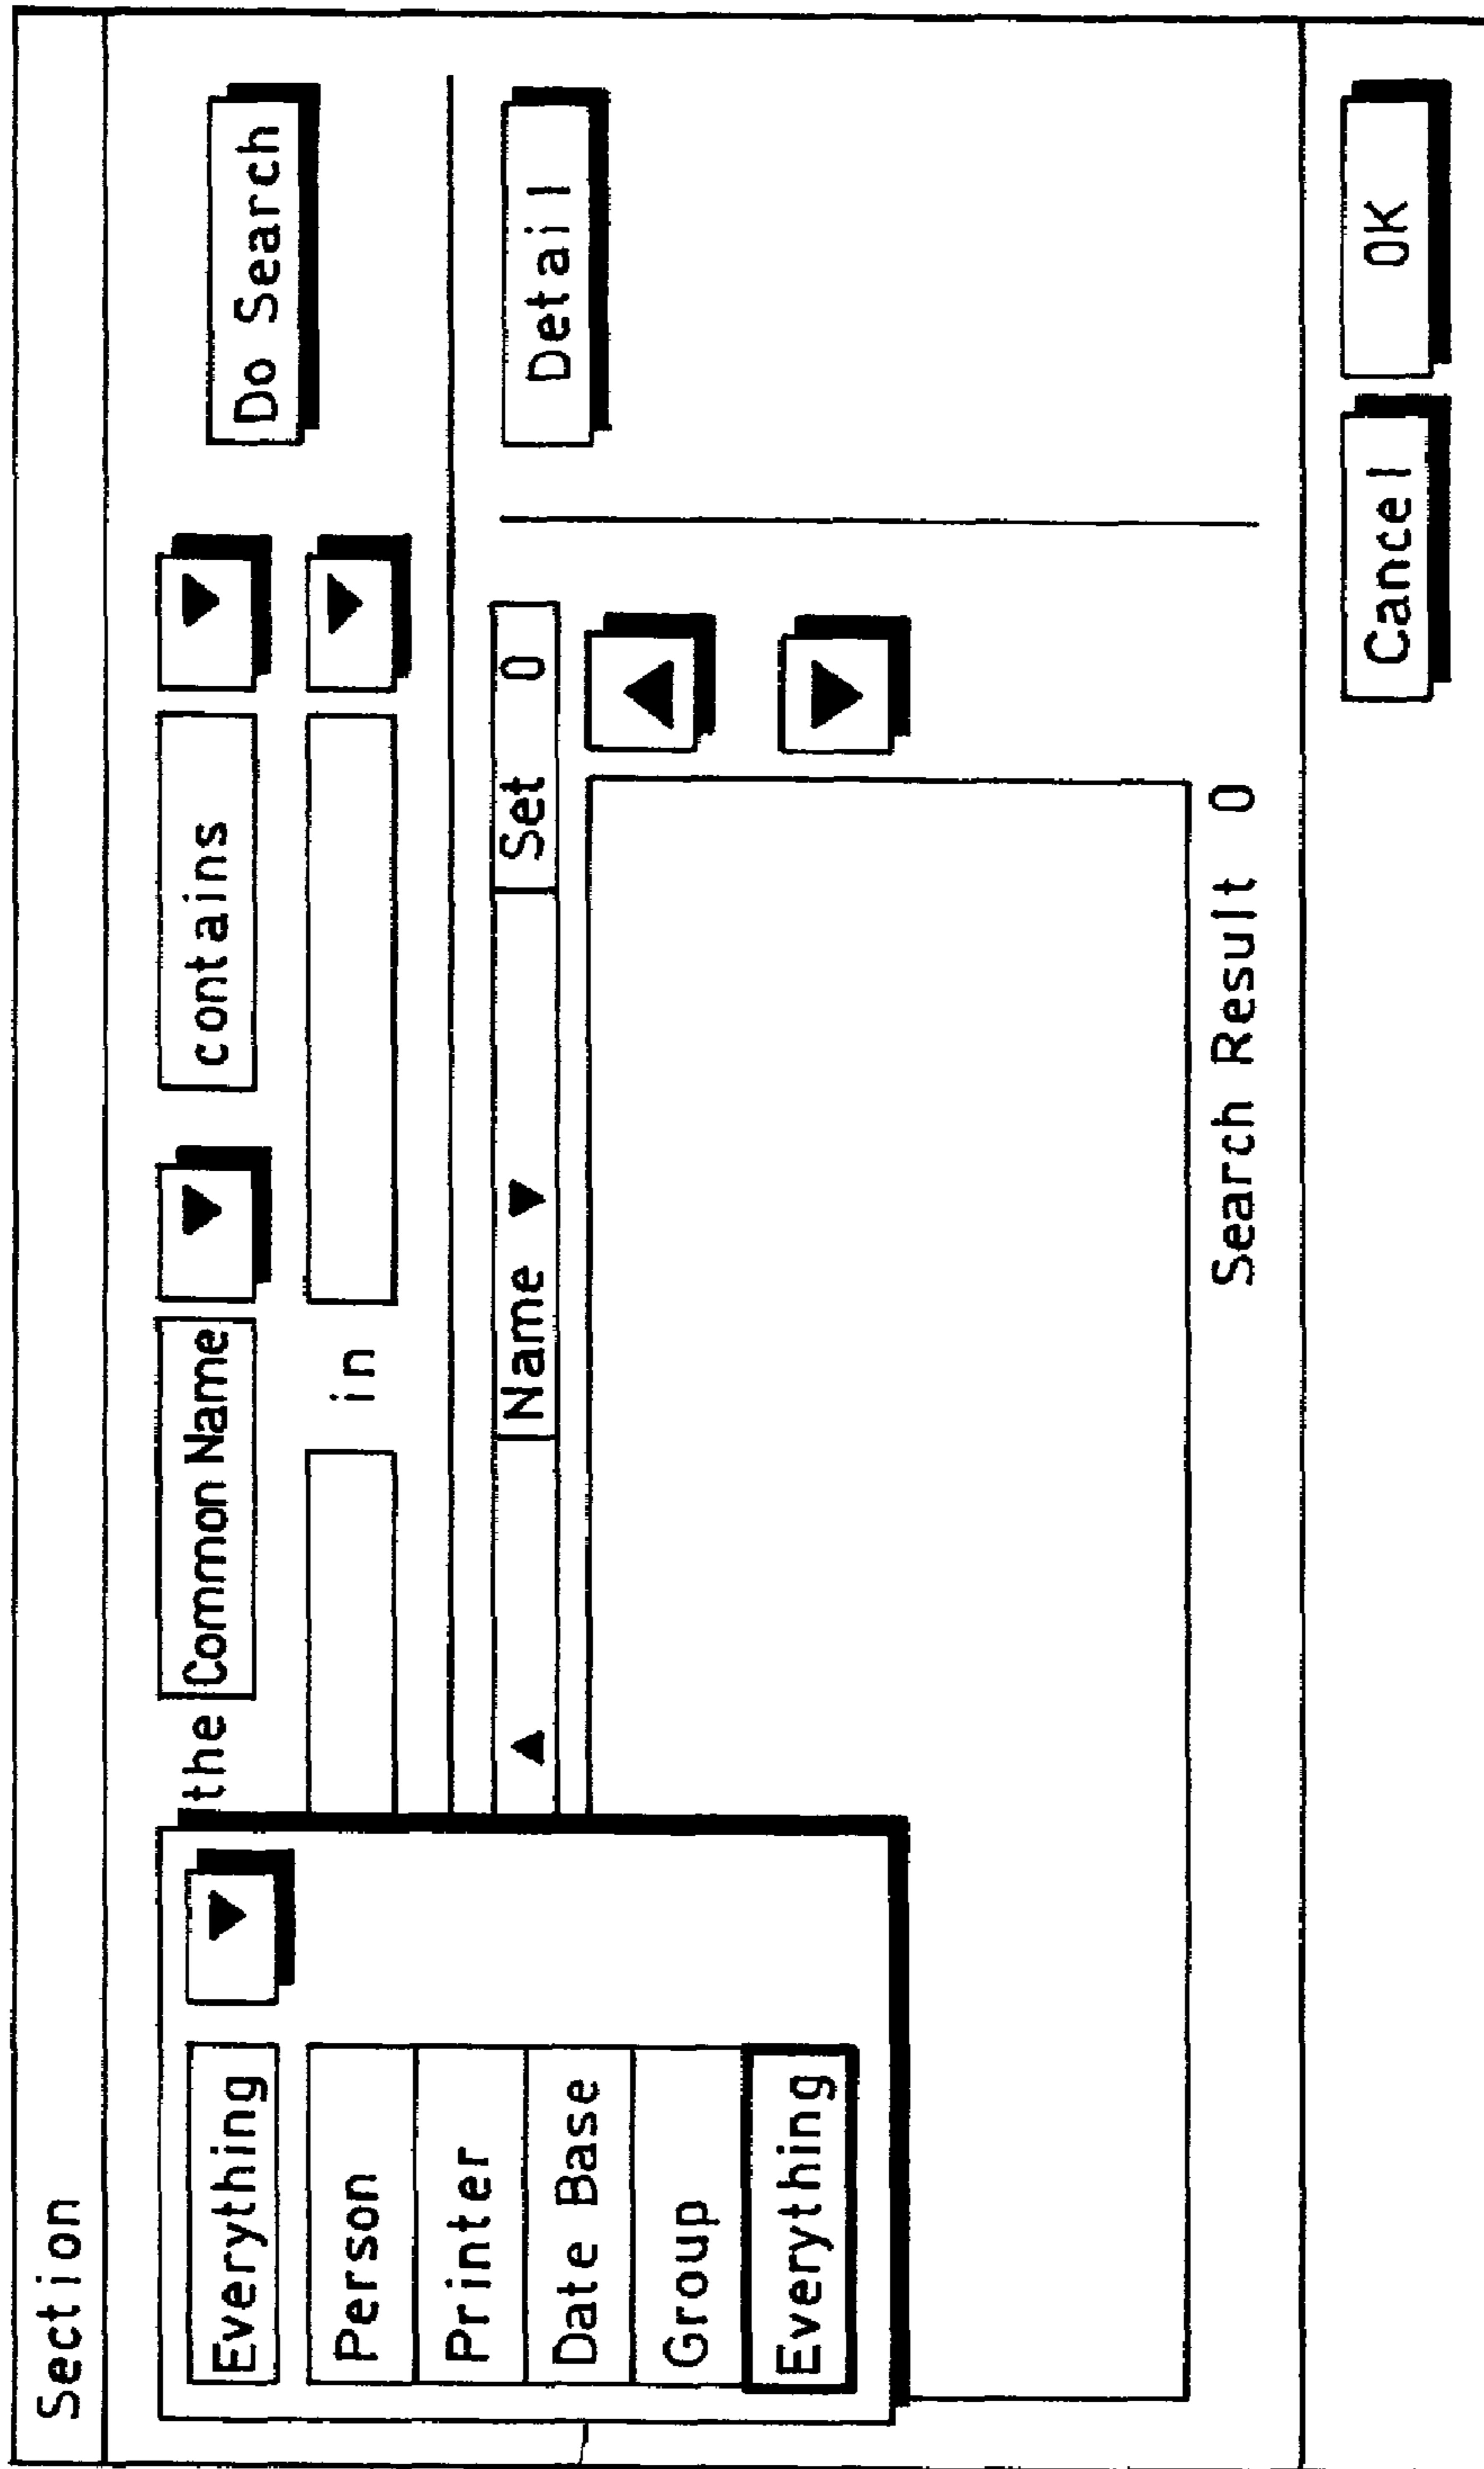 Section
Everything the Common Name contains Do Search
in
Person
Printer
Date Base
Group
Everything
Name Set 0
Detail
Search Result 0
Cancel OK